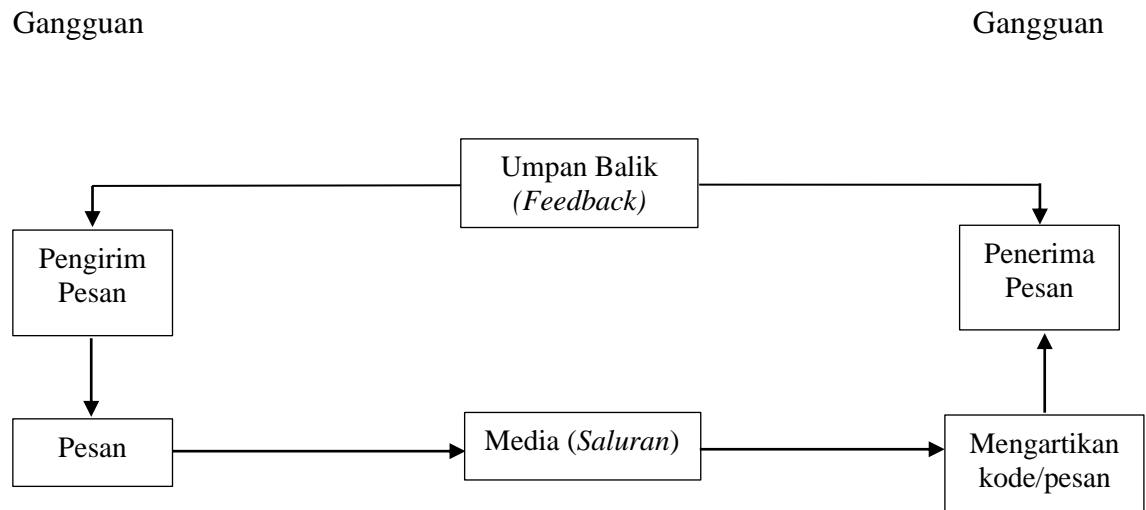 Gangguan
Gangguan
Umpan Balik
(Feedback)
Pengirim
Pesan
Penerima
Pesan
Pesan
Media (Saluran)
Mengartikan
kode/pesan